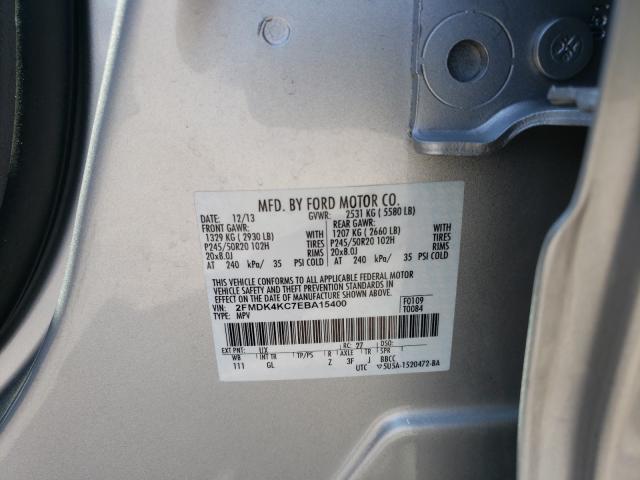 MFD. BY FORD MOTOR CO.
DATE: 12/13 GVWR: 2531 KG ( 5580 LB)
FRONT GAWR: REAR GAWR:
1329 KG ( 2930 LB) 1207 KG ( 2660 LB)
P245/50R20 102H TIRES P245/50R20 102H TIRES
20x8.0J RIMS 20x8.0J RIMS
AT 240 kPa/ 35 PSI COLD AT 240 kPa/ 35 PSI COLD
THIS VEHICLE CONFORMS TO ALL APPLICABLE FEDERAL MOTOR
VEHICLE SAFETY AND THEFT PREVENTION STANDARDS IN
EFFECT ON THE DATE OF MANUFACTURE SHOWN ABOVE.
VIN: 2FMDK4KC7EBA15400 F0109
TYPE: MPV T0084
EXT PNT: UX RC: 27 DSO:
WB INT TR TP/PS R AXLE TR SPR
111 GL Z 3F J BBCC
UTC 5U5A-1520472-BA